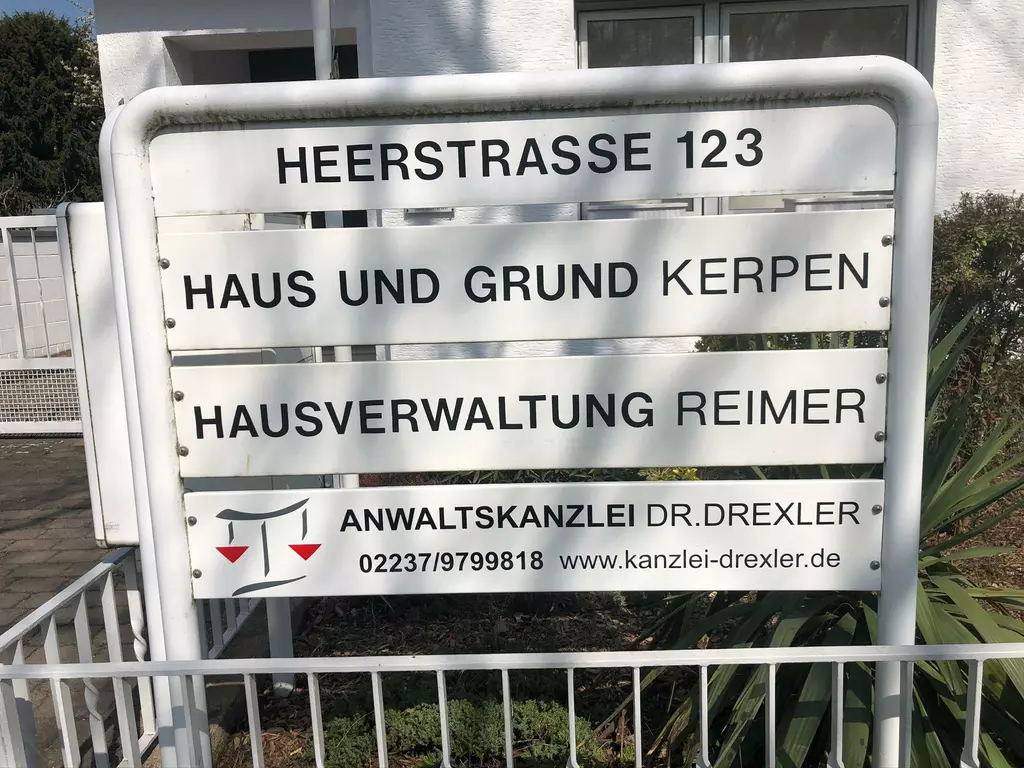 HEERSTRASSE 123
HAUS UND GRUND KERPEN
HAUSVERWALTUNG REIMER
ANWALTSKANZLEI DR.DREXLER
02237/9799818 www.kanzlei-drexler.de